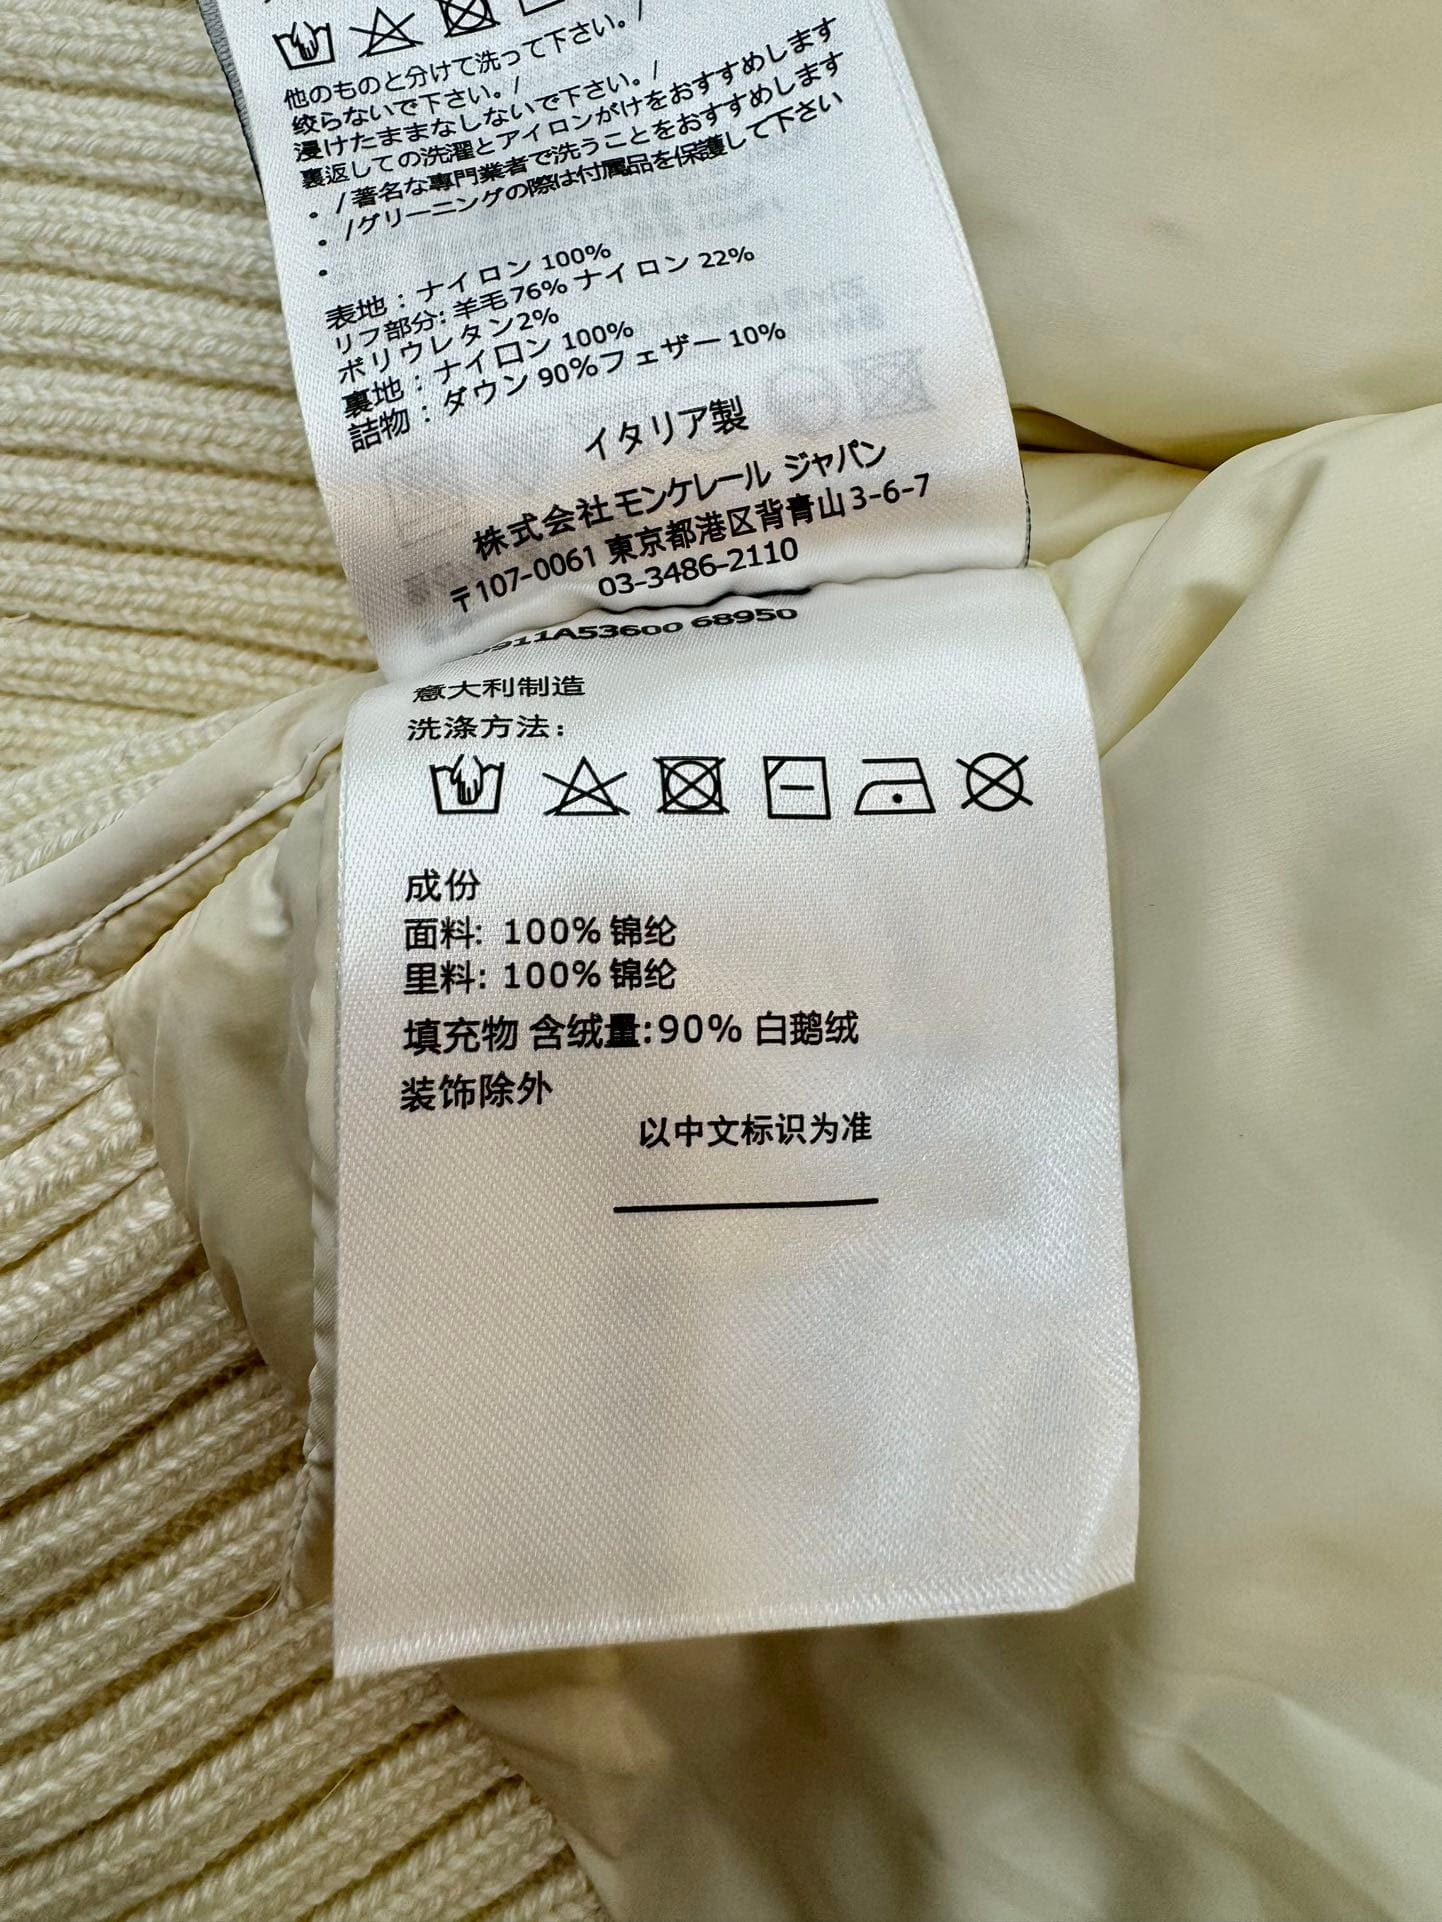 他のものと分けて洗って下さい。/
絞らないで下さい。/
浸けたままなしないで下さい。/
裏返しての洗濯とアイロンがけをおすすめします
。/著名な專門業者で洗うことをおすすめします
。/グリーニングの際は付属品を保護して下さい
。
表地：ナイロン 100%
リフ部分: 羊毛76% ナイロン 22%
ポリウレタン2%
裏地：ナイロン 100%
詰物：ダウン 90%フェザー 10%
イタリア製
株式会社モンケレール ジャパン
〒107-0061 東京都港区背青山3-6-7
03-3486-2110
911A53600 68950
意大利制造
洗涤方法：
成份
面料: 100% 锦纶
里料: 100% 锦纶
填充物 含绒量:90% 白鹅绒
装饰除外
以中文标识为准